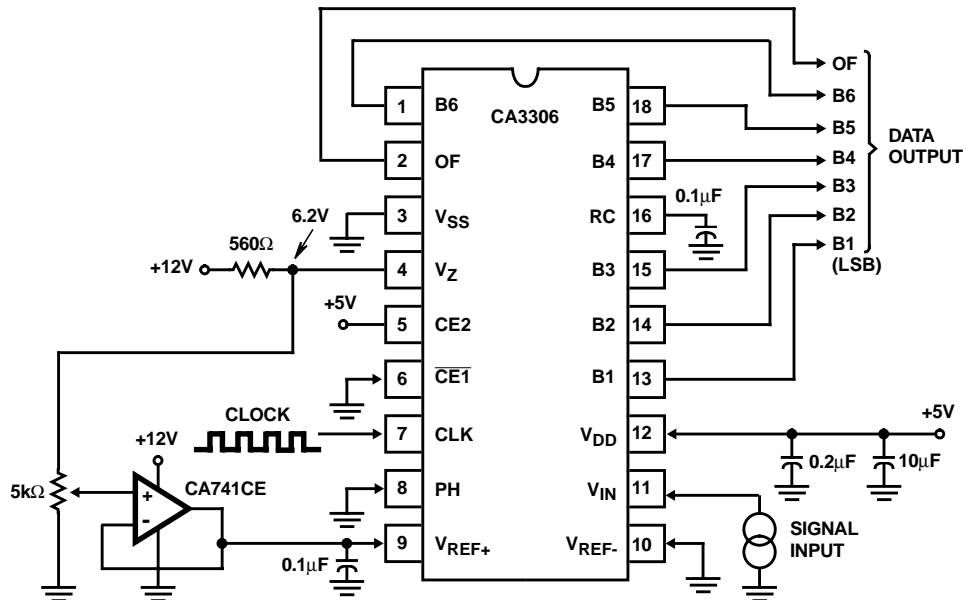 OF
B6
B5
DATA
OUTPUT
B4
B3
B2
B1
(LSB)
CA3306
1 B6
B5 18
2 OF
B4 17
3 VSS
RC 16
0.1μF
6.2V
560Ω
+12V
4 VZ
B3 15
+5V
5 CE2
B2 14
6 CE1
B1 13
CLOCK
7 CLK
VDD 12
+5V
0.2μF
10μF
+12V
5kΩ
CA741CE
+
-
8 PH
VIN 11
SIGNAL
INPUT
9 VREF+
VREF- 10
0.1μF